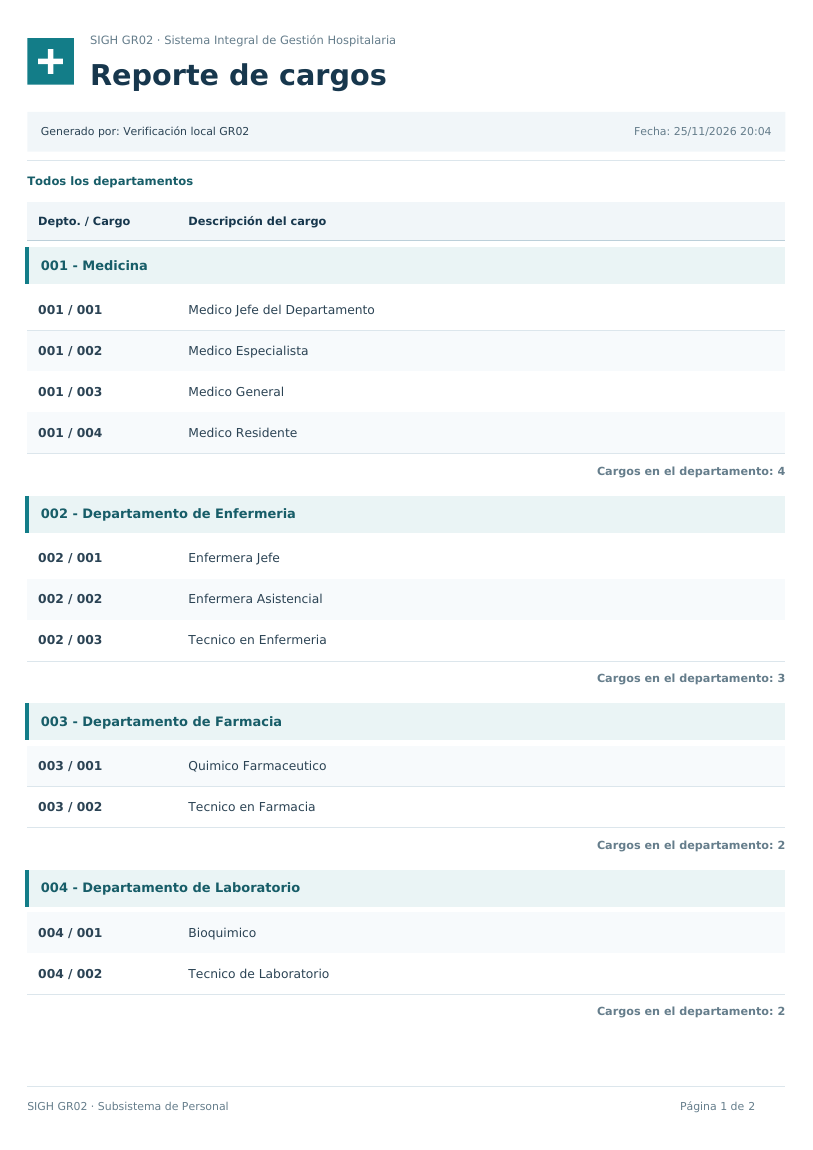 SIGH GR02 · Sistema Integral de Gestión Hospitalaria
Reporte de cargos
Generado por: Verificación local GR02 Fecha: 25/11/2026 20:04
Todos los departamentos
Depto. / Cargo Descripción del cargo
001 - Medicina
001 / 001 Medico Jefe del Departamento
001 / 002 Medico Especialista
001 / 003 Medico General
001 / 004 Medico Residente
Cargos en el departamento: 4
002 - Departamento de Enfermeria
002 / 001 Enfermera Jefe
002 / 002 Enfermera Asistencial
002 / 003 Tecnico en Enfermeria
Cargos en el departamento: 3
003 - Departamento de Farmacia
003 / 001 Quimico Farmaceutico
003 / 002 Tecnico en Farmacia
Cargos en el departamento: 2
004 - Departamento de Laboratorio
004 / 001 Bioquimico
004 / 002 Tecnico de Laboratorio
Cargos en el departamento: 2
SIGH GR02 · Subsistema de Personal Página 1 de 2